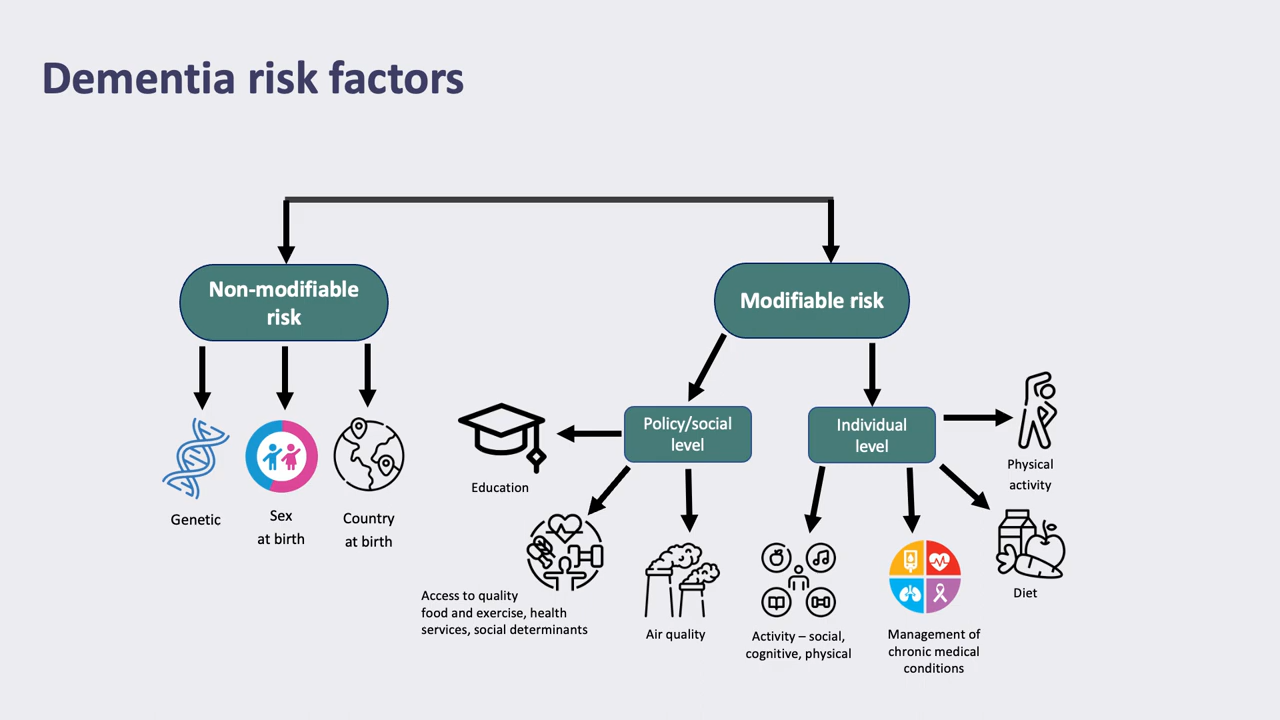 Dementia risk factors
Non-modifiable
risk
Modifiable risk
Genetic
Sex
at birth
Country
at birth
Policy/social
level
Individual
level
Education
Access to quality
food and exercise, health
services, social determinants
Air quality
Activity – social,
cognitive, physical
Management of
chronic medical
conditions
Diet
Physical
activity